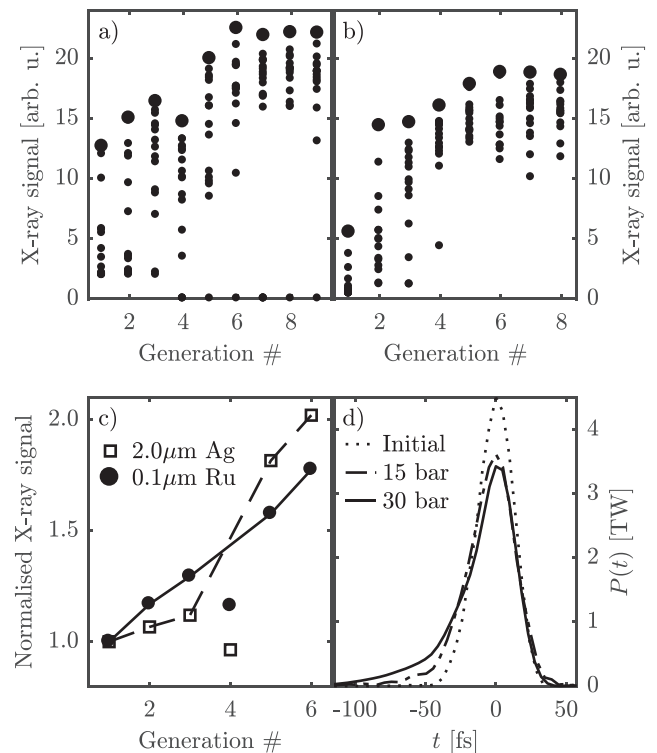 a)
b)
X-ray signal [arb. u.]
20
15
10
5
0
2 4 6 8
Generation #
2 4 6 8
Generation #
20
15
10
5
0
X-ray signal [arb. u.]
c)
2.0μm Ag
0.1μm Ru
Normalised X-ray signal
2.0
1.5
1.0
2 4 6
Generation #
d)
Initial
15 bar
30 bar
4
3
2
1
0
P(t) [TW]
-100 -50 0 50
t [fs]